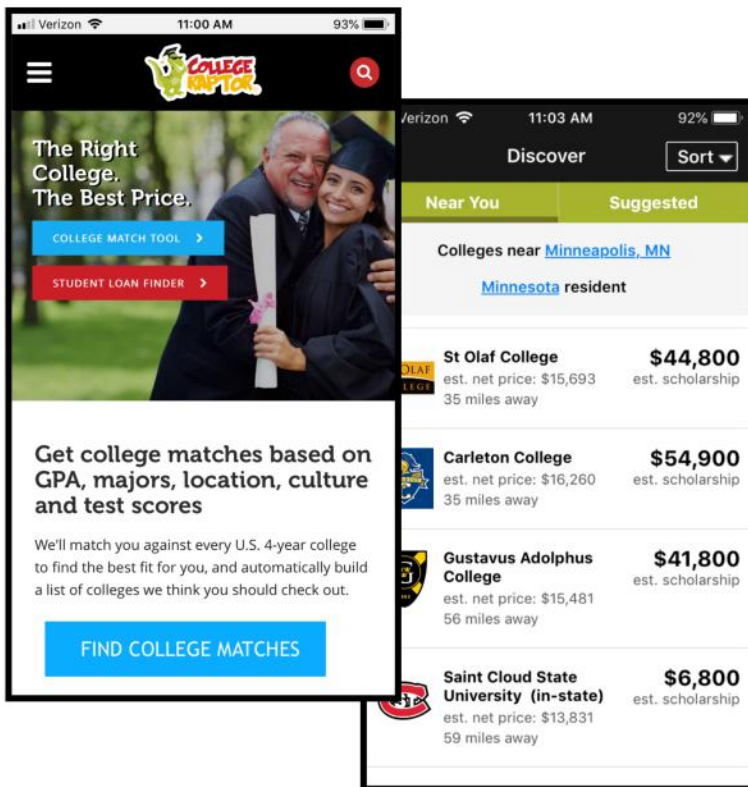 Verizon 11:00 AM 93%
COLLEGE
RAPTOR
The Right
College.
The Best Price.
COLLEGE MATCH TOOL
STUDENT LOAN FINDER
Get college matches based on
GPA, majors, location, culture
and test scores
We'll match you against every U.S. 4-year college
to find the best fit for you, and automatically build
a list of colleges we think you should check out.
FIND COLLEGE MATCHES
Verizon 11:03 AM 92%
Discover Sort
Near You Suggested
Colleges near Minneapolis, MN
Minnesota resident
St Olaf College $44,800
est. net price: $15,693 est. scholarship
35 miles away
Carleton College $54,900
est. net price: $16,260 est. scholarship
35 miles away
Gustavus Adolphus $41,800
College est. scholarship
est. net price: $15,481
56 miles away
Saint Cloud State $6,800
University (in-state) est. scholarship
est. net price: $13,831
59 miles away